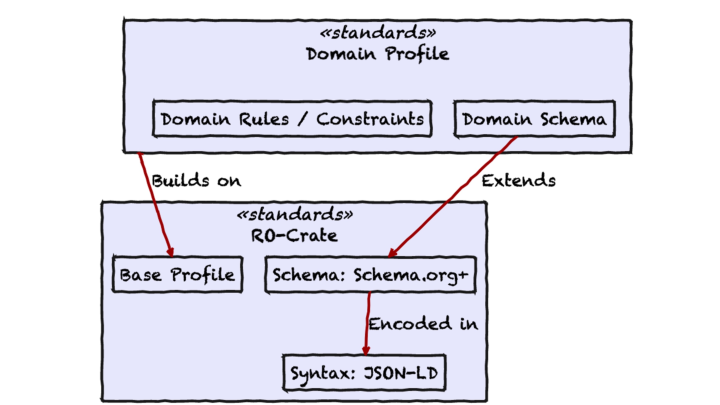 «standards»
Domain Profile
Domain Rules / Constraints
Domain Schema
Builds on
Extends
«standards»
RO-Crate
Base Profile
Schema: Schema.org+
Encoded in
Syntax: JSON-LD